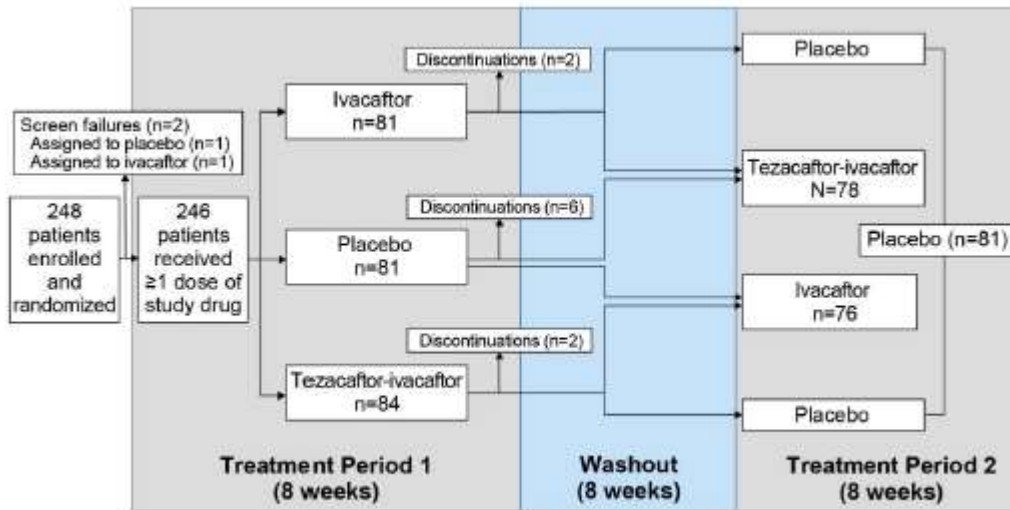 Screen failures (n=2)
Assigned to placebo (n=1)
Assigned to ivacaftor (n=1)
248
patients
enrolled
and
randomized
246
patients
received
≥1 dose of
study drug
Discontinuations (n=2)
Ivacaftor
n=81
Discontinuations (n=6)
Placebo
n=81
Discontinuations (n=2)
Tezacaftor-ivacaftor
n=84
Placebo
Tezacaftor-ivacaftor
N=78
Placebo (n=81)
Ivacaftor
n=76
Placebo
Treatment Period 1
(8 weeks)
Washout
(8 weeks)
Treatment Period 2
(8 weeks)